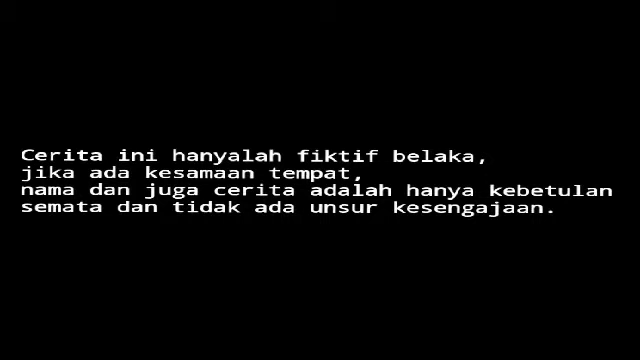 Cerita ini hanyalah fiktif belaka,
jika ada kesamaan tempat,
nama dan juga cerita adalah hanya kebetulan
semata dan tidak ada unsur kesengajaan.